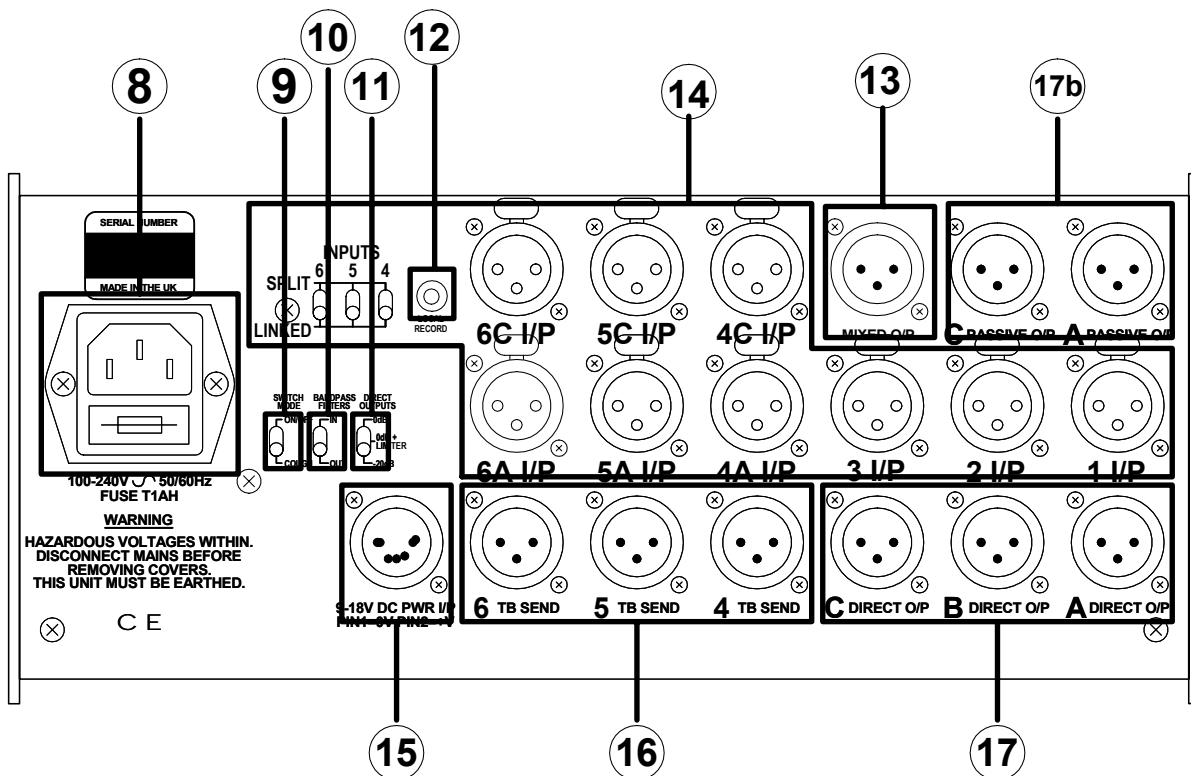 10
12
8
9
11
14
13
17b
SERIAL NUMBER
MADE IN THE UK
INPUTS
6 5 4
SPLIT
LINKED
LOCAL
RECORD
6C I/P
5C I/P
4C I/P
MIXED O/P
C PASSIVE O/P
A PASSIVE O/P
SWITCH
MODE
BANDPASS
FILTERS
DIRECT
OUTPUTS
IN
OUT
0dB
0dB +
LIMITER
-20dB
6A I/P
5A I/P
4A I/P
3 I/P
2 I/P
1 I/P
100-240V 50/60Hz
FUSE T1AH
WARNING
HAZARDOUS VOLTAGES WITHIN.
DISCONNECT MAINS BEFORE
REMOVING COVERS.
THIS UNIT MUST BE EARTHED.
C E
9-18V DC PWR I/P
6 TB SEND
5 TB SEND
4 TB SEND
C DIRECT O/P
B DIRECT O/P
A DIRECT O/P
15
16
17